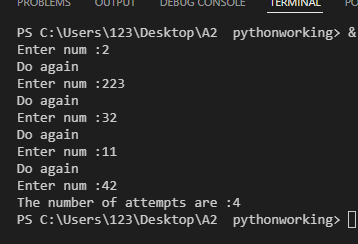 PROBLEMS OUTPUT DEBUG CONSOLE TERMINAL
PS C:\Users\123\Desktop\A2  pythonworking> &
Enter num :2
Do again
Enter num :223
Do again
Enter num :32
Do again
Enter num :11
Do again
Enter num :42
The number of attempts are :4
PS C:\Users\123\Desktop\A2  pythonworking>